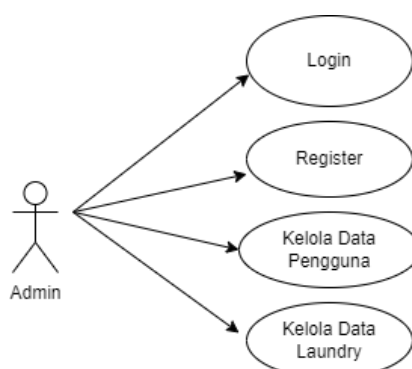 Login
Register
Kelola Data
Pengguna
Admin
Kelola Data
Laundry